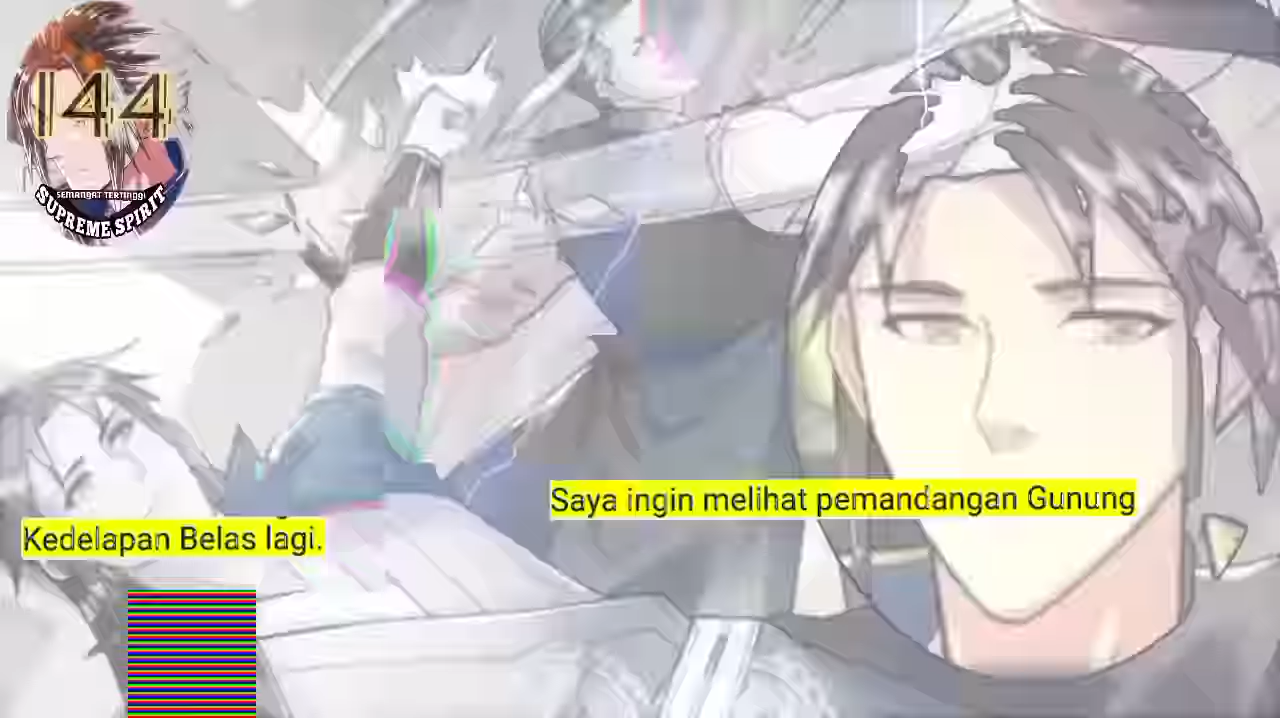 144
SEMANGAT TERTINGGI
SUPREME SPIRIT
Saya ingin melihat pemandangan Gunung
Kedelapan Belas lagi.